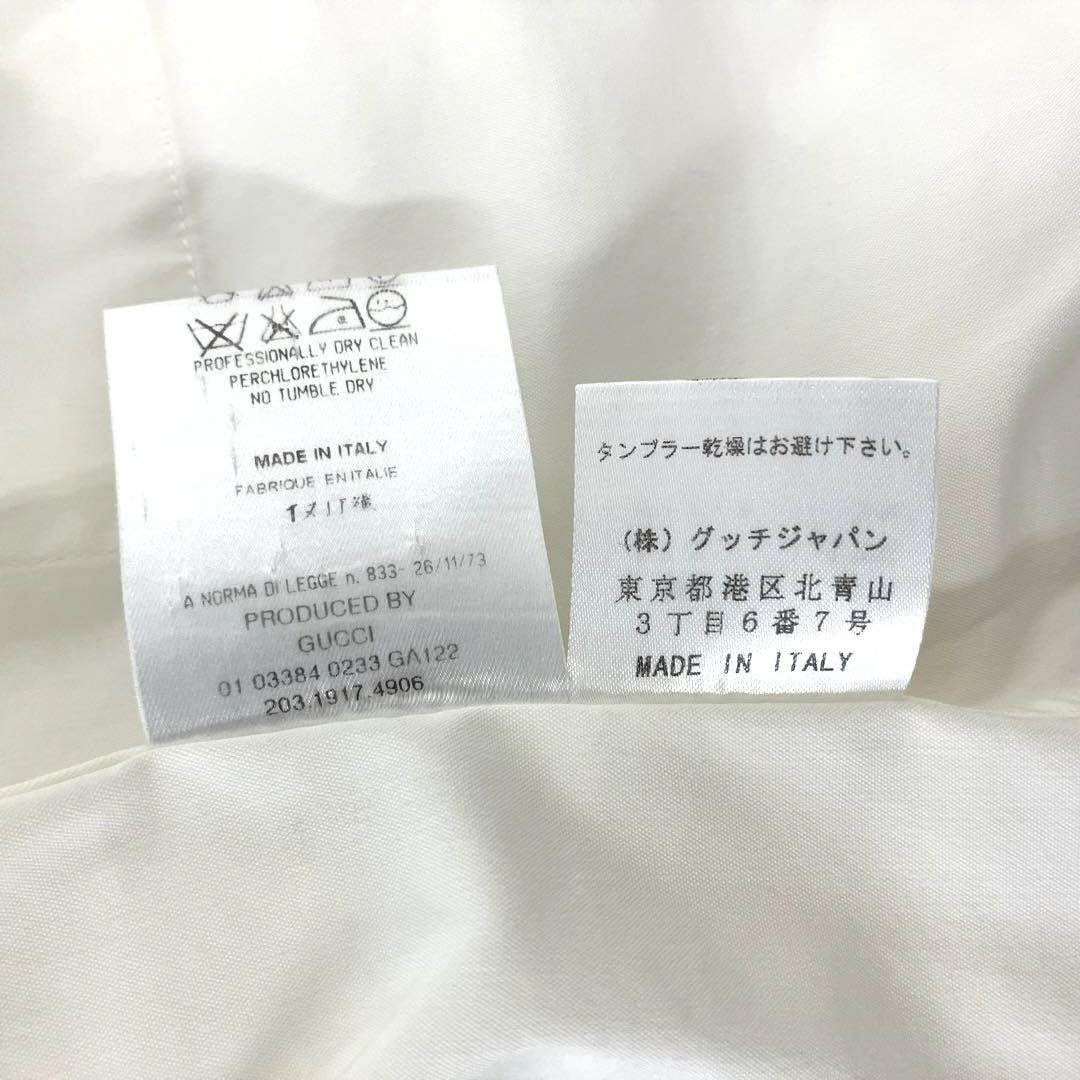 PROFESSIONALLY DRY CLEAN
PERCHLORETHYLENE
NO TUMBLE DRY
MADE IN ITALY
FABRIQUE EN ITALIE
A NORMA DI LEGGE n. 833- 26/11/73
PRODUCED BY
GUCCI
01 03384 0233 GA122
203.1917.4906
タンブラー乾燥はお避け下さい。
(株)グッチジャパン
東京都港区北青山
3丁目6番7号
MADE IN ITALY